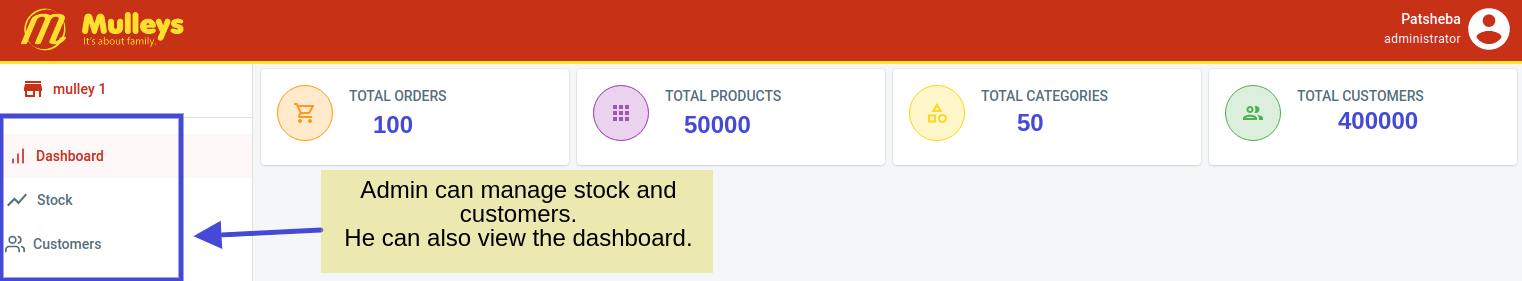 Mulleys
It's about family.
Patsheba
administrator
mulley 1
Dashboard
Stock
Customers
TOTAL ORDERS
100
TOTAL PRODUCTS
50000
TOTAL CATEGORIES
50
TOTAL CUSTOMERS
400000
Admin can manage stock and
customers.
He can also view the dashboard.